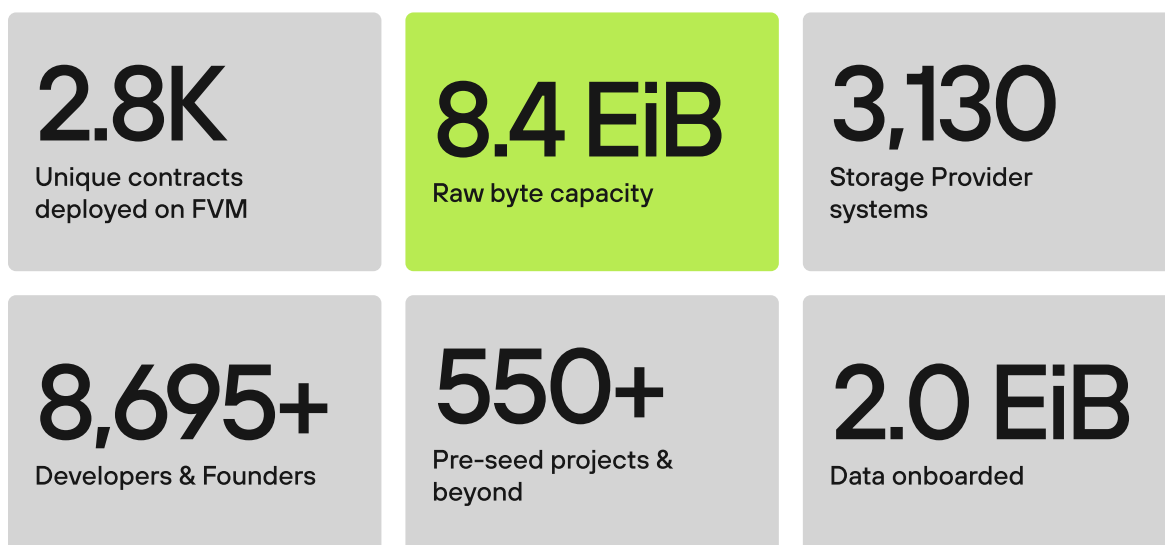 2.8K
Unique contracts
deployed on FVM
8.4 EiB
Raw byte capacity
3,130
Storage Provider
systems
8,695+
Developers & Founders
550+
Pre-seed projects &
beyond
2.0 EiB
Data onboarded